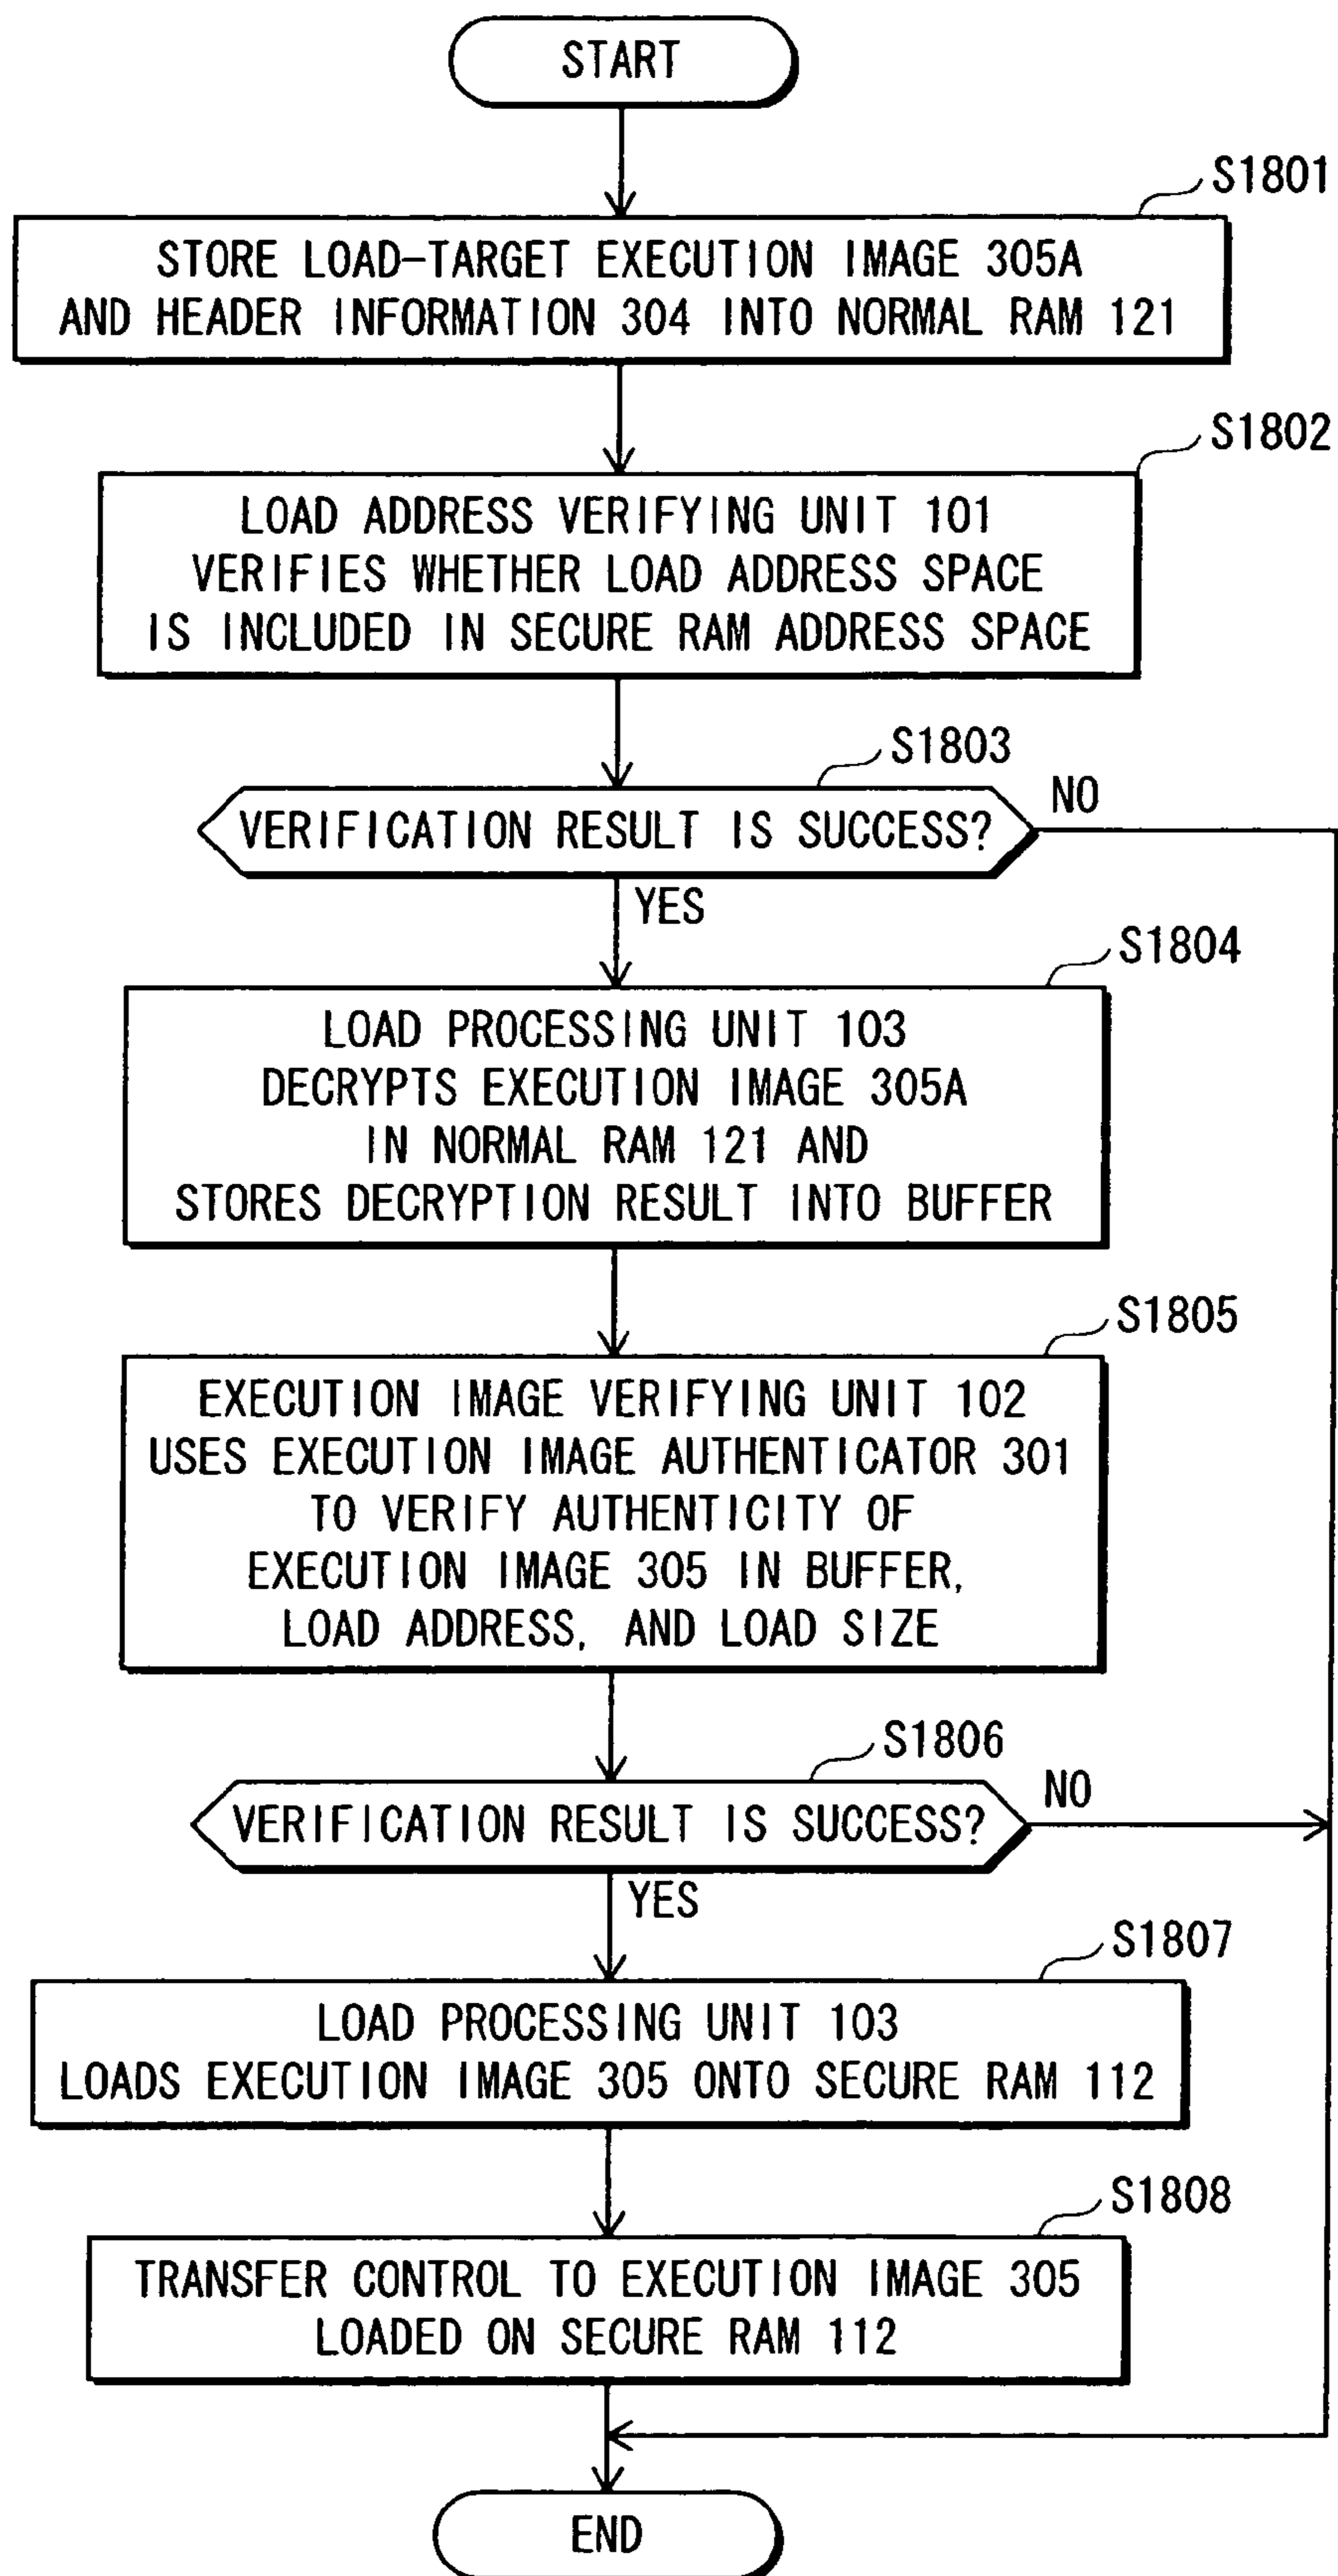 START
S1801
STORE LOAD-TARGET EXECUTION IMAGE 305A
AND HEADER INFORMATION 304 INTO NORMAL RAM 121
S1802
LOAD ADDRESS VERIFYING UNIT 101
VERIFIES WHETHER LOAD ADDRESS SPACE
IS INCLUDED IN SECURE RAM ADDRESS SPACE
S1803
VERIFICATION RESULT IS SUCCESS?
NO
YES
S1804
LOAD PROCESSING UNIT 103
DECRYPTS EXECUTION IMAGE 305A
IN NORMAL RAM 121 AND
STORES DECRYPTION RESULT INTO BUFFER
S1805
EXECUTION IMAGE VERIFYING UNIT 102
USES EXECUTION IMAGE AUTHENTICATOR 301
TO VERIFY AUTHENTICITY OF
EXECUTION IMAGE 305 IN BUFFER,
LOAD ADDRESS, AND LOAD SIZE
S1806
VERIFICATION RESULT IS SUCCESS?
NO
YES
S1807
LOAD PROCESSING UNIT 103
LOADS EXECUTION IMAGE 305 ONTO SECURE RAM 112
S1808
TRANSFER CONTROL TO EXECUTION IMAGE 305
LOADED ON SECURE RAM 112
END